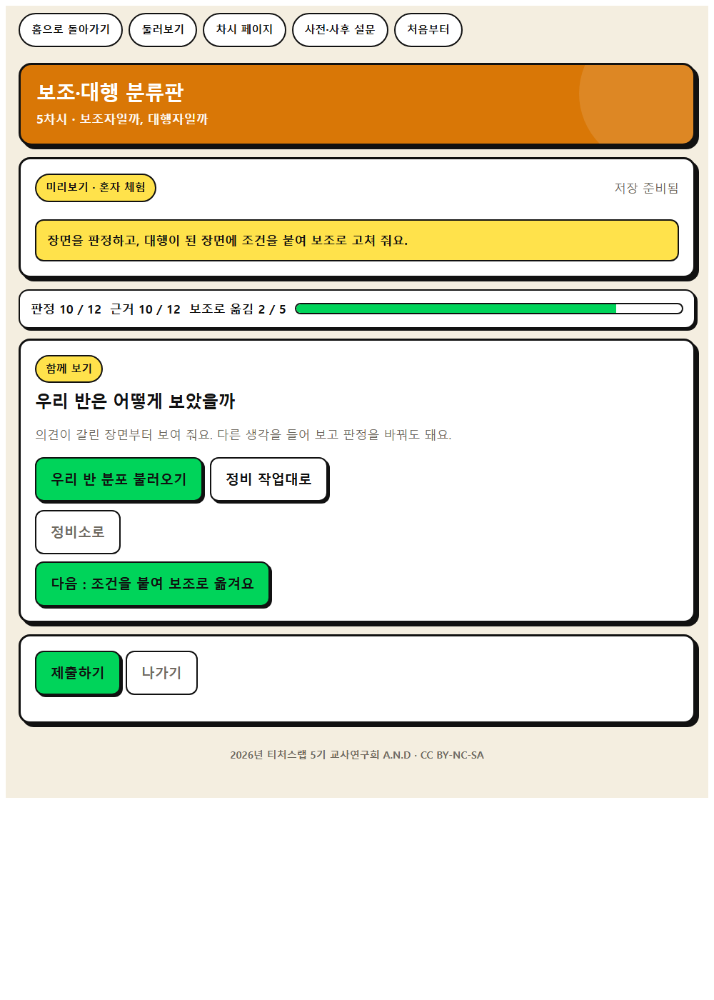 홈으로 돌아가기
둘러보기
차시 페이지
사전·사후 설문
처음부터
보조·대행 분류판
5차시 · 보조자일까, 대행자일까
미리보기 · 혼자 체험
저장 준비됨
장면을 판정하고, 대행이 된 장면에 조건을 붙여 보조로 고쳐 줘요.
판정 10 / 12 근거 10 / 12 보조로 옮김 2 / 5
함께 보기
우리 반은 어떻게 보았을까
의견이 갈린 장면부터 보여 줘요. 다른 생각을 들어 보고 판정을 바꿔도 돼요.
우리 반 분포 불러오기
정비 작업대로
정비소로
다음 : 조건을 붙여 보조로 옮겨요
제출하기
나가기
2026년 티처스랩 5기 교사연구회 A.N.D · CC BY-NC-SA